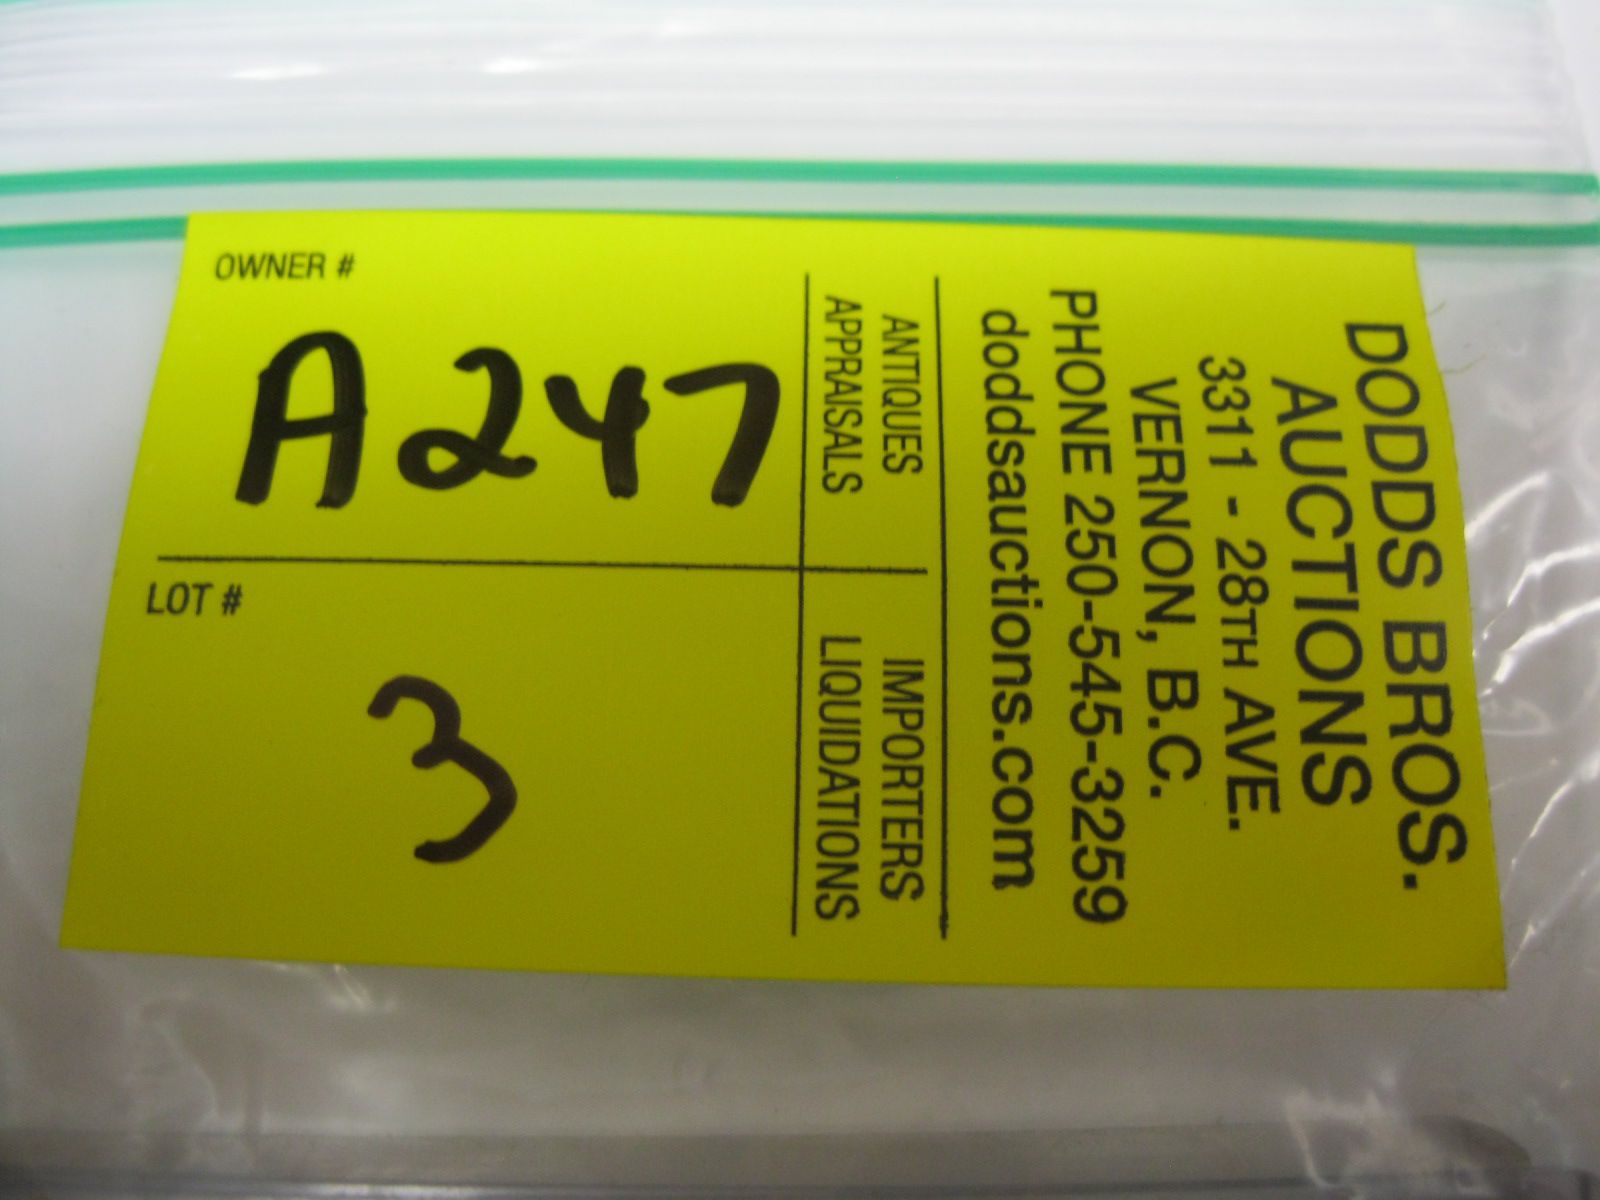 OWNER #
A247
LOT #
3
DODDS BROS.
AUCTIONS
3311 - 28TH AVE.
VERNON, B.C.
PHONE 250-545-3259
doddsauctions.com
ANTIQUES IMPORTERS
APPRAISALS LIQUIDATIONS